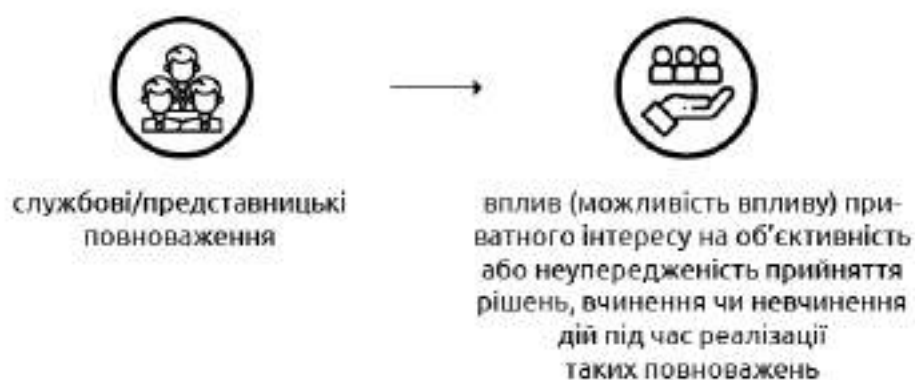 службові/представницькі
повноваження
вплив (можливість впливу) при-
ватного інтересу на об’єктивність
або неупередженість прийняття
рішень, вчинення чи невчинення
дій під час реалізації
таких повноважень